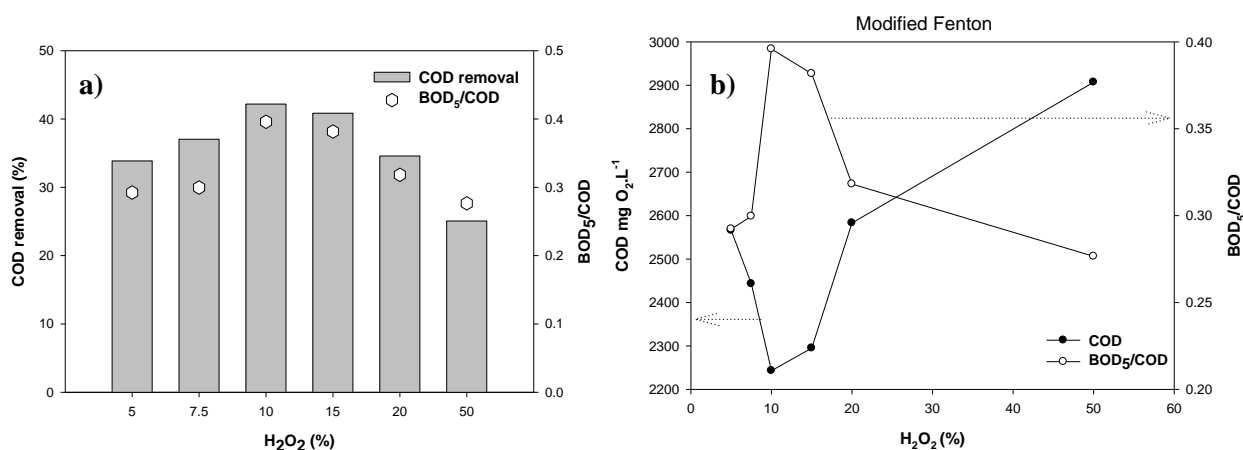 a)
COD removal
BOD₅/COD
50
40
30
20
10
0
0.5
0.4
0.3
0.2
0.1
0.0
5 7.5 10 15 20 50
COD removal (%)
BOD₅/COD
H₂O₂ (%)
Modified Fenton
b)
3000
2900
2800
2700
2600
2500
2400
2300
2200
0.40
0.35
0.30
0.25
0.20
COD
BOD₅/COD
0 10 20 30 40 50 60
COD mg O₂.L⁻¹
BOD₅/COD
H₂O₂ (%)